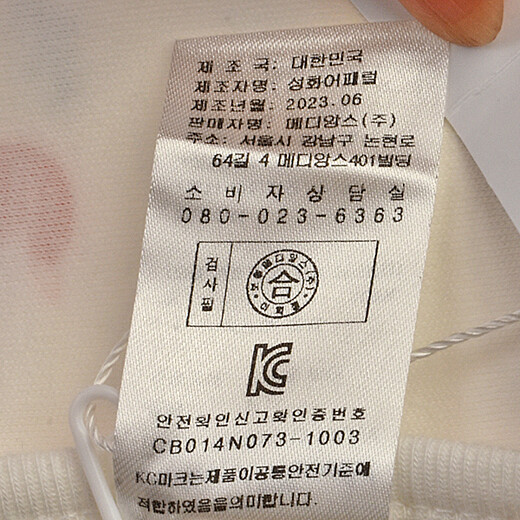 제 조 국: 대한민국
제조자명: 성화어패럴
제조년월: 2023.06
판매자명: 메디앙스(주)
주소: 서울시 강남구 논현로
64길 4 메디앙스401빌딩
소 비 자 상 담 실
080-023-6363
검사필
합
안전확인신고확인증번호
CB014N073-1003
KC마크는제품이공통안전기준에
적합하였음을의미합니다.